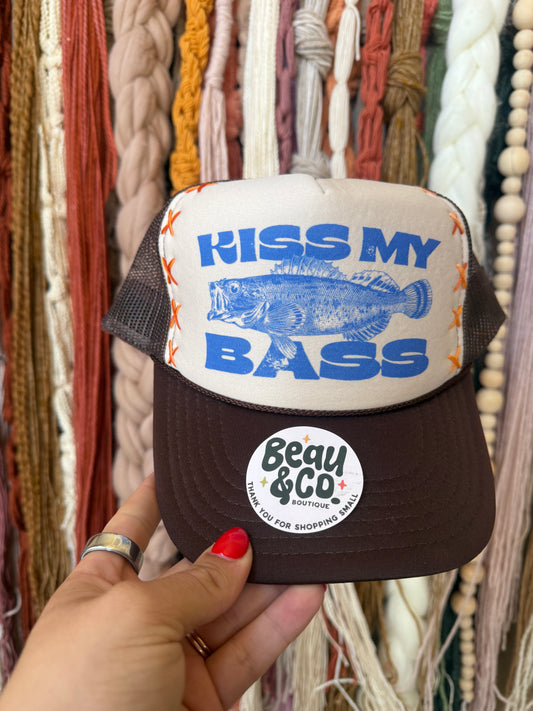 KISS MY
BASS
Beau
&CO.
BOUTIQUE
THANK YOU FOR SHOPPING SMALL